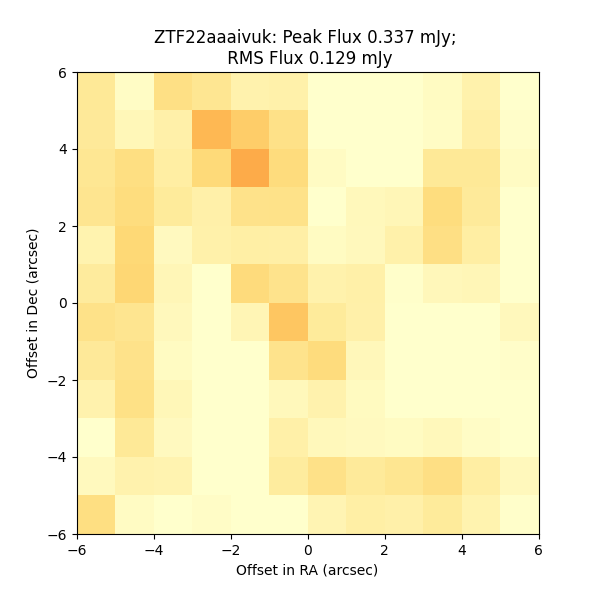 ZTF22aaaivuk: Peak Flux 0.337 mJy;
RMS Flux 0.129 mJy
6
4
2
0
−2
−4
−6
Offset in Dec (arcsec)
−6 −4 −2 0 2 4 6
Offset in RA (arcsec)